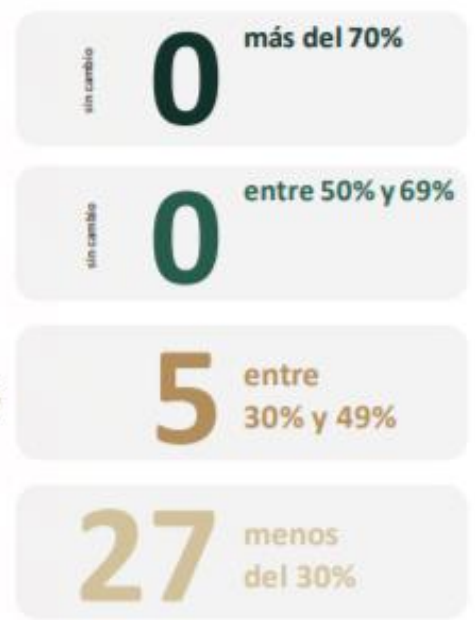 sin cambio
0
más del 70%
sin cambio
0
entre 50% y 69%
5
entre
30% y 49%
27
menos
del 30%